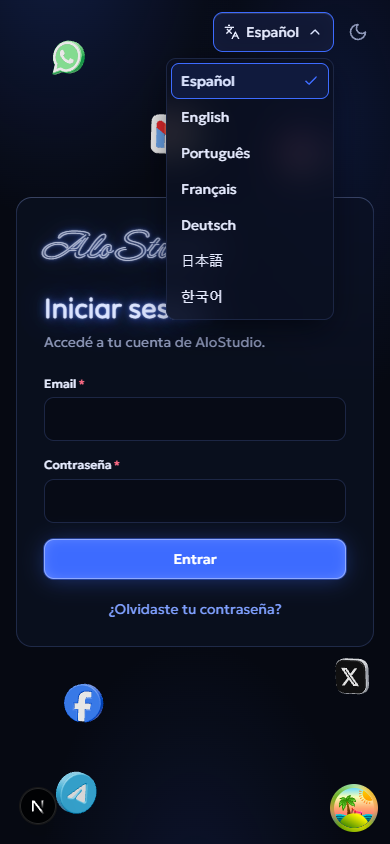 Español
Español
English
Português
Français
Deutsch
日本語
한국어
AloStu
Iniciar ses
Accedé a tu cuenta de AloStudio.
Email *
Contraseña *
Entrar
¿Olvidaste tu contraseña?
X
N